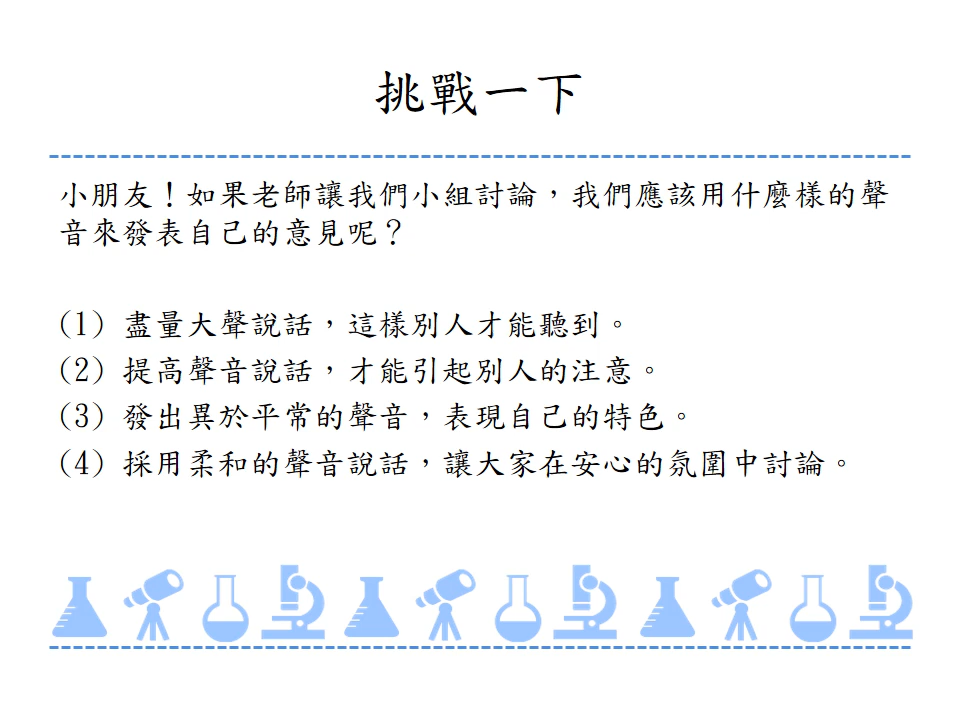 挑戰一下
小朋友！如果老師讓我們小組討論，我們應該用什麼樣的聲
音來發表自己的意見呢？
(1) 盡量大聲說話，這樣別人才能聽到。
(2) 提高聲音說話，才能引起別人的注意。
(3) 發出異於平常的聲音，表現自己的特色。
(4) 採用柔和的聲音說話，讓大家在安心的氛圍中討論。